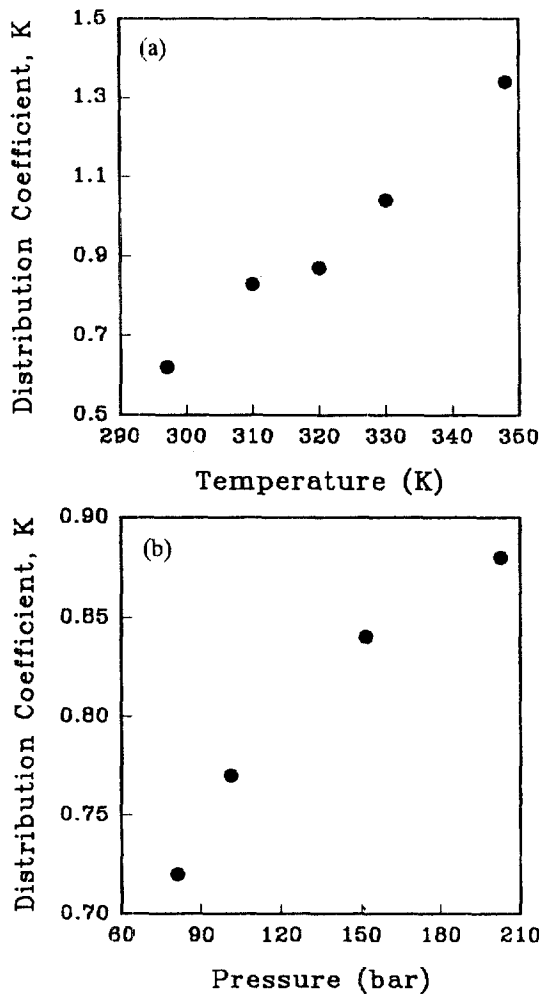 (a)
Distribution Coefficient, K
1.5
1.3
1.1
0.9
0.7
0.5
290 300 310 320 330 340 350
Temperature (K)
(b)
Distribution Coefficient, K
0.90
0.85
0.80
0.75
0.70
60 90 120 150 180 210
Pressure (bar)